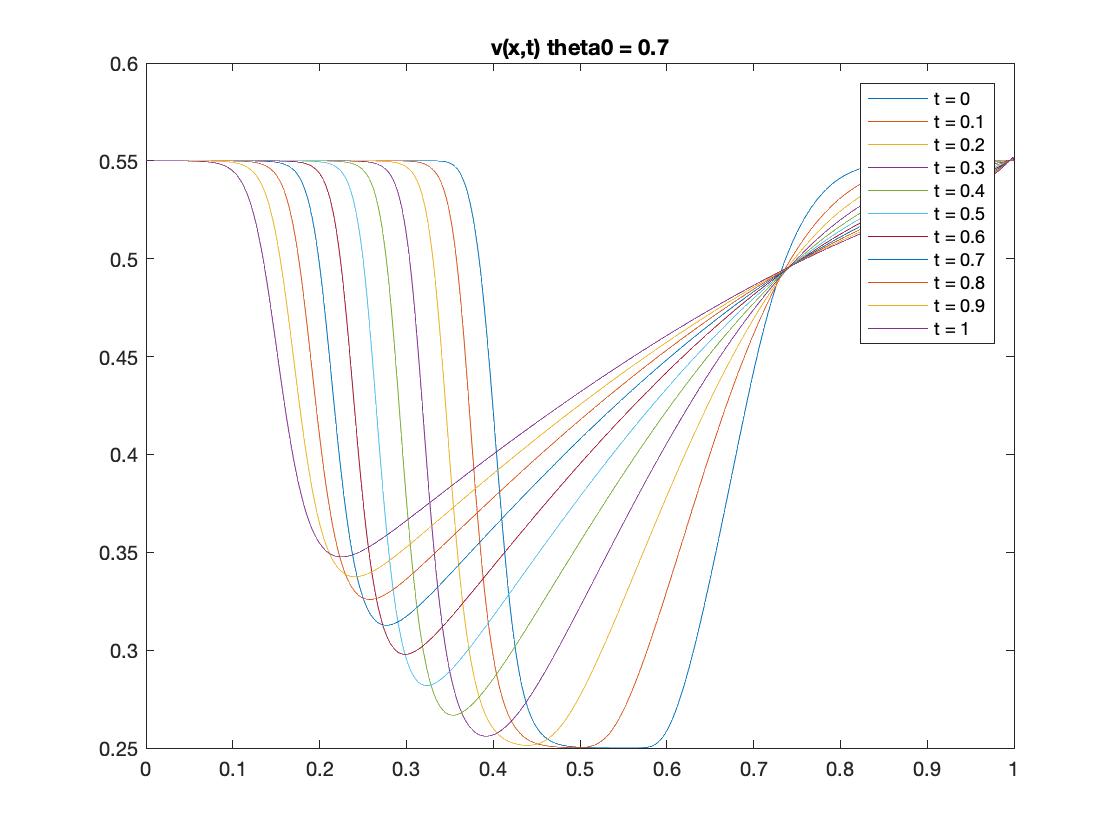 v(x,t) theta0 = 0.7
0.6
0.55
0.5
0.45
0.4
0.35
0.3
0.25
t = 0
t = 0.1
t = 0.2
t = 0.3
t = 0.4
t = 0.5
t = 0.6
t = 0.7
t = 0.8
t = 0.9
t = 1
0 0.1 0.2 0.3 0.4 0.5 0.6 0.7 0.8 0.9 1